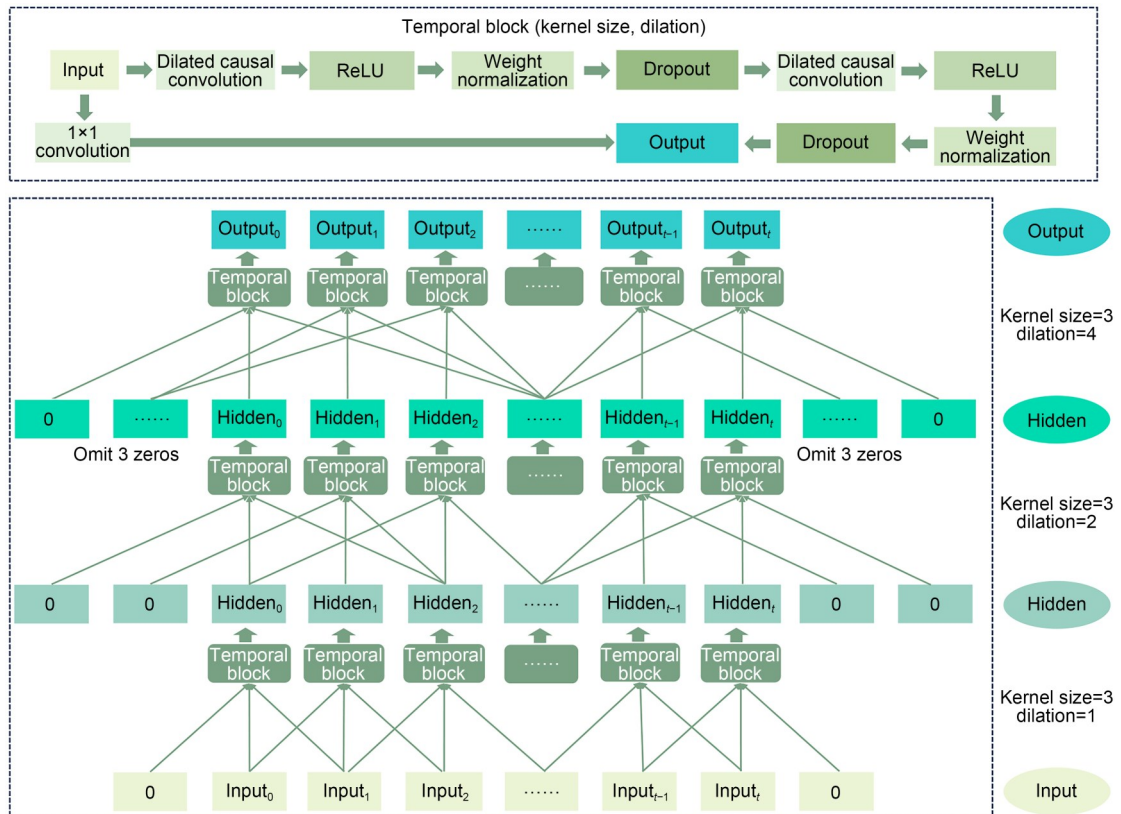 Temporal block (kernel size, dilation)
Input
Dilated causal
convolution
ReLU
Weight
normalization
Dropout
Dilated causal
convolution
ReLU
1×1
convolution
Output
Dropout
Weight
normalization
Output₀
Output₁
Output₂
······
Outputₜ₋₁
Outputₜ
Output
Temporal
block
Temporal
block
Temporal
block
······
Temporal
block
Temporal
block
Kernel size=3
dilation=4
0
······
Hidden₀
Hidden₁
Hidden₂
······
Hiddenₜ₋₁
Hiddenₜ
······
0
Hidden
Omit 3 zeros
Omit 3 zeros
Temporal
block
Temporal
block
Temporal
block
······
Temporal
block
Temporal
block
Kernel size=3
dilation=2
0
0
Hidden₀
Hidden₁
Hidden₂
······
Hiddenₜ₋₁
Hiddenₜ
0
0
Hidden
Temporal
block
Temporal
block
Temporal
block
······
Temporal
block
Temporal
block
Kernel size=3
dilation=1
0
Input₀
Input₁
Input₂
······
Inputₜ₋₁
Inputₜ
0
Input